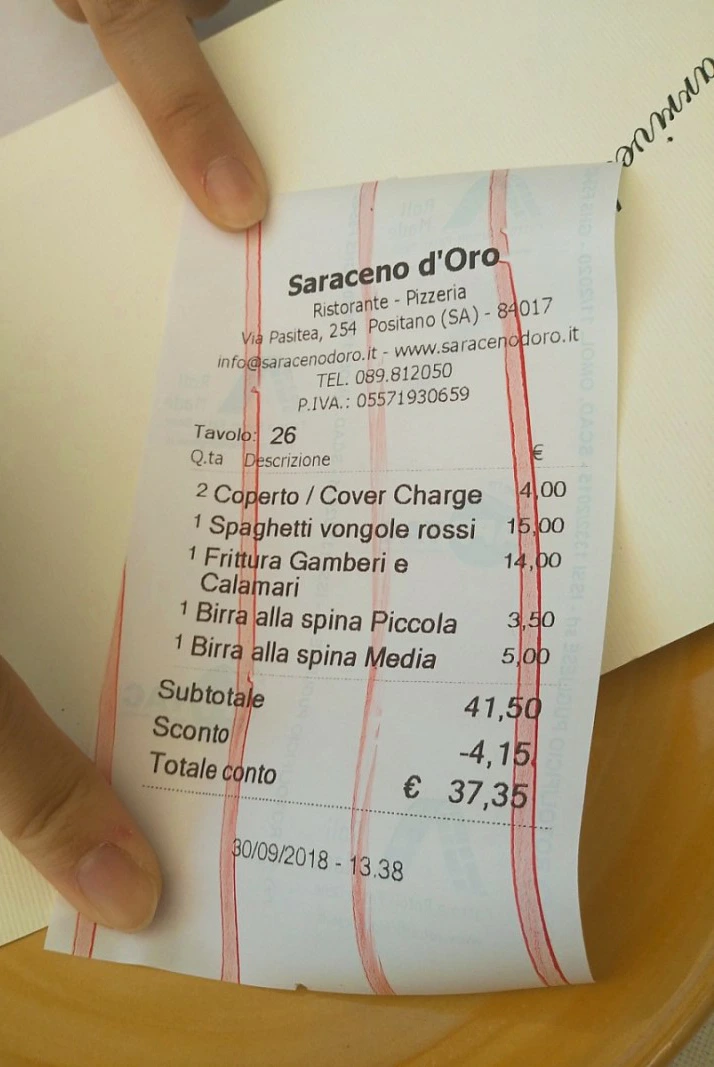 arrive
Saraceno d'Oro
Ristorante - Pizzeria
Via Pasitea, 254 Positano (SA) - 84017
info@saracenodoro.it - www.saracenodoro.it
TEL. 089.812050
P.IVA.: 05571930659
Tavolo: 26
Q.ta Descrizione €
2 Coperto / Cover Charge 4,00
1 Spaghetti vongole rossi 15,00
1 Frittura Gamberi e 14,00
Calamari
1 Birra alla spina Piccola 3,50
1 Birra alla spina Media 5,00
Subtotale 41,50
Sconto -4,15
Totale conto € 37,35
30/09/2018 - 13.38